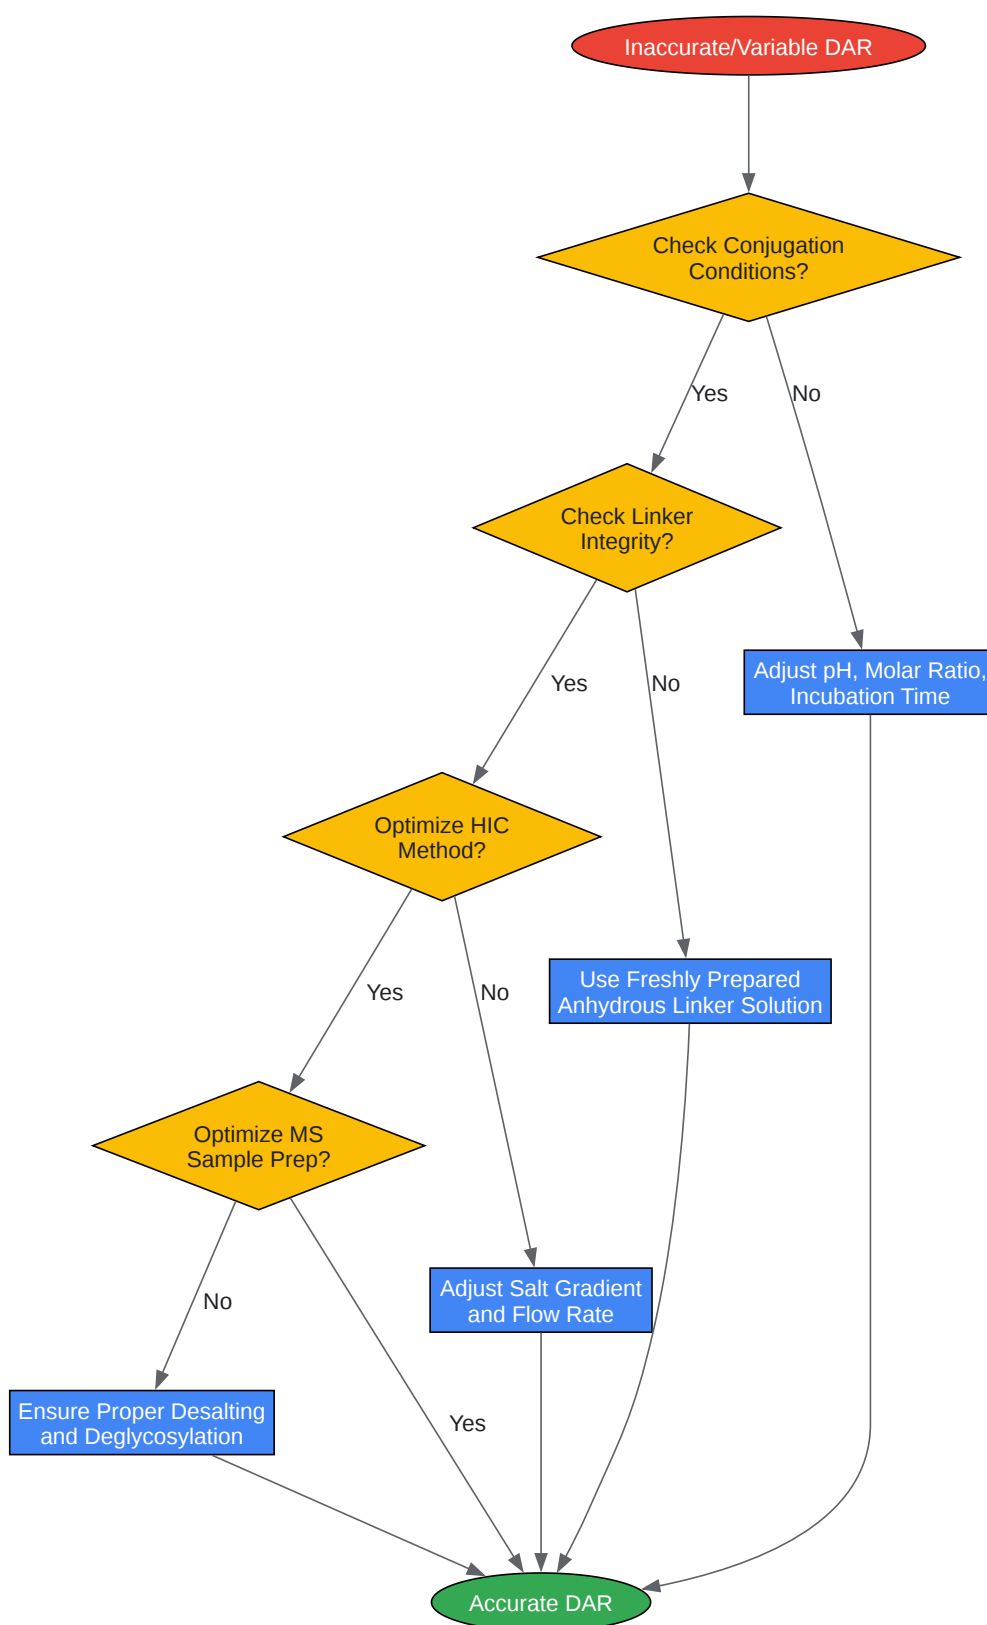 Inaccurate/Variable DAR
Check Conjugation
Conditions?
Yes
No
Check Linker
Integrity?
Adjust pH, Molar Ratio,
Incubation Time
Yes
No
Optimize HIC
Method?
Use Freshly Prepared
Anhydrous Linker Solution
Yes
No
Optimize MS
Sample Prep?
Adjust Salt Gradient
and Flow Rate
No
Ensure Proper Desalting
and Deglycosylation
Yes
Accurate DAR